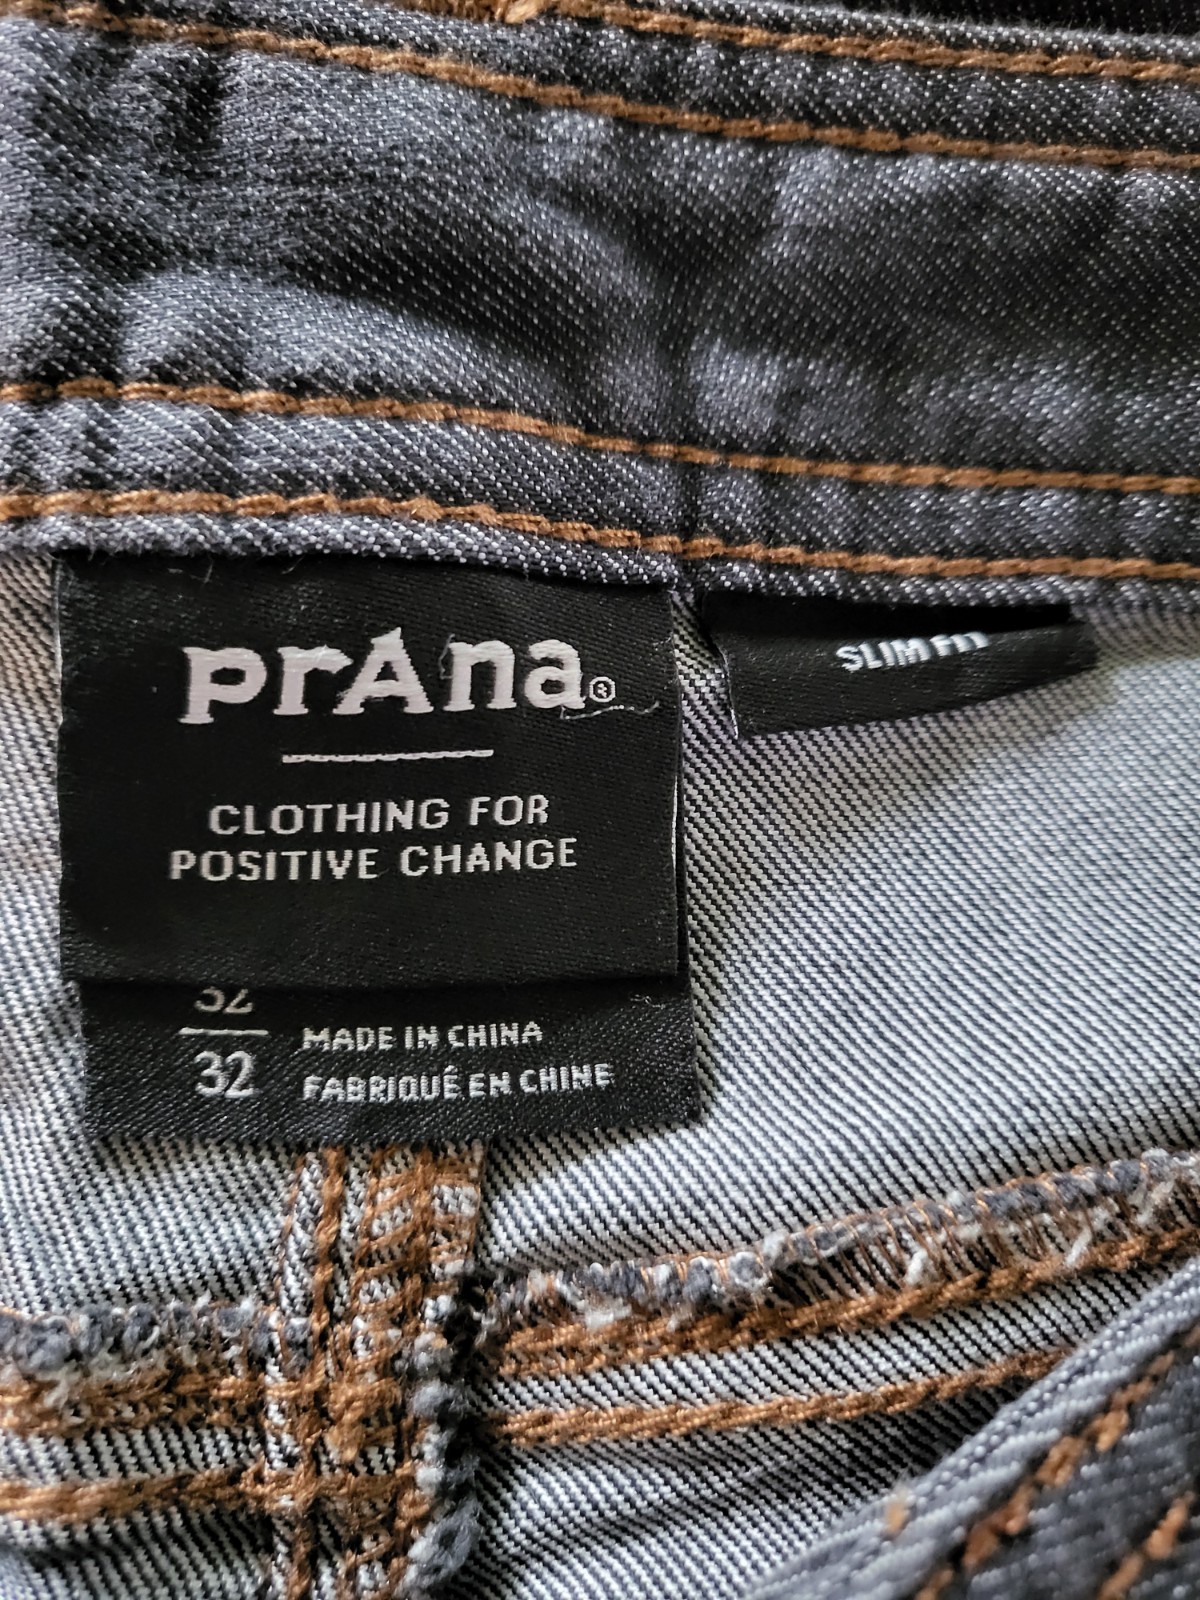 prAna®
CLOTHING FOR
POSITIVE CHANGE
32
32
MADE IN CHINA
FABRIQUÉ EN CHINE
SLIM FIT